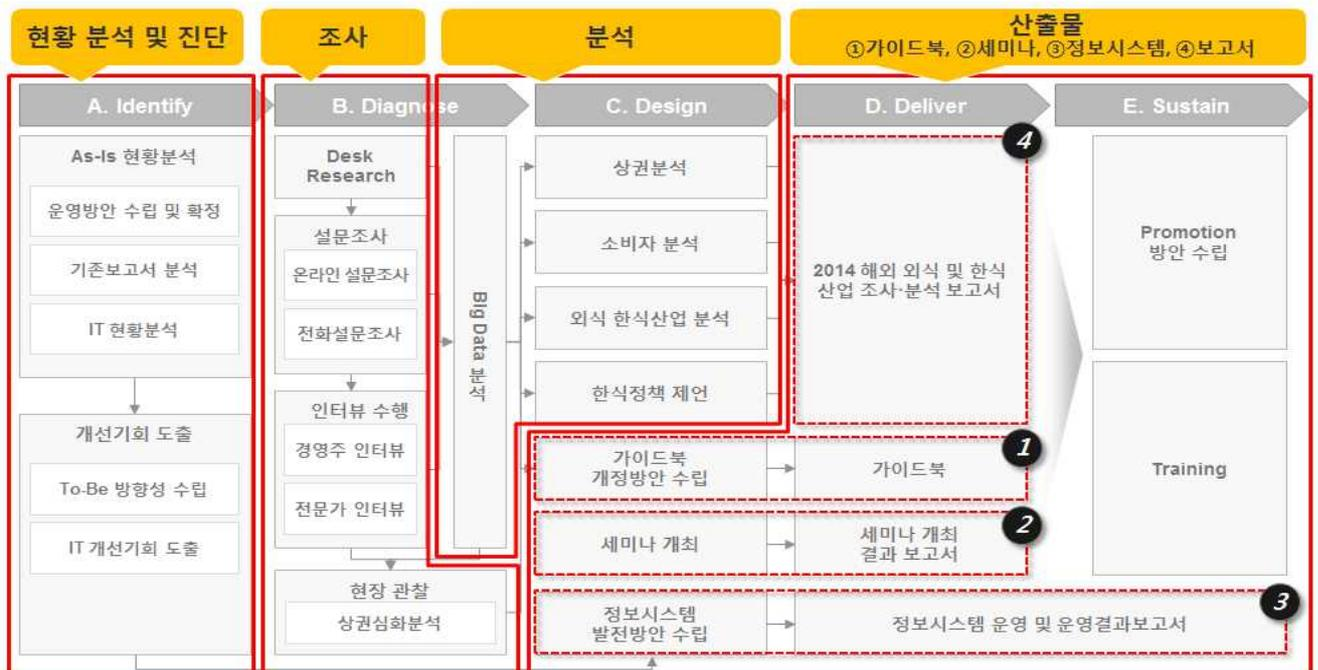 현황 분석 및 진단
조사
분석
산출물
①가이드북, ②세미나, ③정보시스템, ④보고서
A. Identify
B. Diagnose
C. Design
D. Deliver
E. Sustain
As-Is 현황분석
운영방안 수립 및 확정
기존보고서 분석
IT 현황분석
개선기회 도출
To-Be 방향성 수립
IT 개선기회 도출
Desk
Research
설문조사
온라인 설문조사
전화설문조사
인터뷰 수행
경영주 인터뷰
전문가 인터뷰
현장 관찰
상권심화분석
Big Data 분석
상권분석
소비자 분석
외식 한식산업 분석
한식정책 제언
가이드북
개정방안 수립
세미나 개최
정보시스템
발전방안 수립
4
2014 해외 외식 및 한식
산업 조사·분석 보고서
1
가이드북
2
세미나 개최
결과 보고서
3
정보시스템 운영 및 운영결과보고서
Promotion
방안 수립
Training